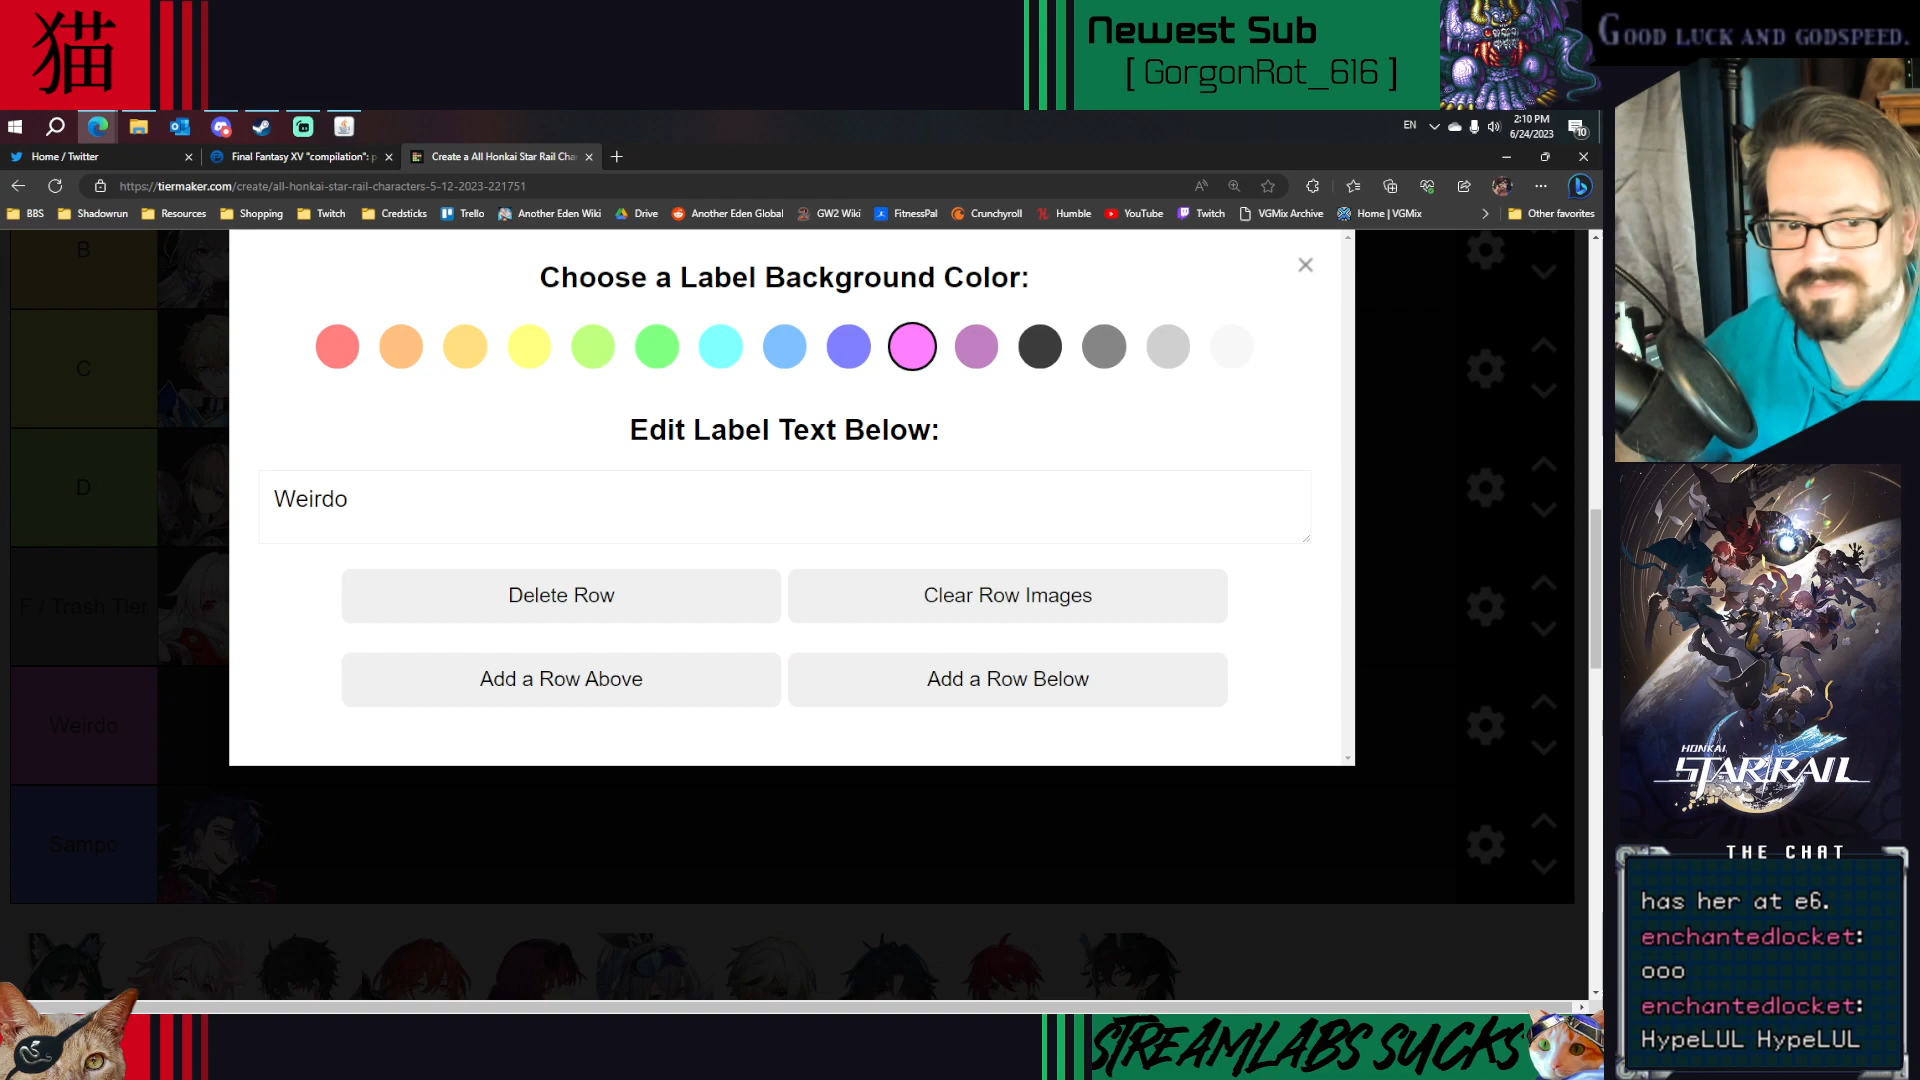 猫
Newest Sub
[ GorgonRot_616 ]
Good luck and godspeed.
EN
2:10 PM
6/24/2023
10
Home / Twitter
Final Fantasy XV "compilation": p
Create a All Honkai Star Rail Cha
https://tiermaker.com/create/all-honkai-star-rail-characters-5-12-2023-221751
BBS
Shadowrun
Resources
Shopping
Twitch
Credsticks
Trello
Another Eden Wiki
Drive
Another Eden Global
GW2 Wiki
FitnessPal
Crunchyroll
Humble
YouTube
Twitch
VGMix Archive
Home | VGMix
Other favorites
B
C
D
F / Trash Tier
Weirdo
Sampo
Choose a Label Background Color:
Edit Label Text Below:
Weirdo
Delete Row
Clear Row Images
Add a Row Above
Add a Row Below
HONKAI
STAR RAIL
THE CHAT
has her at e6.
enchantedlocket:
ooo
enchantedlocket:
HypeLUL HypeLUL
STREAMLABS SUCKS